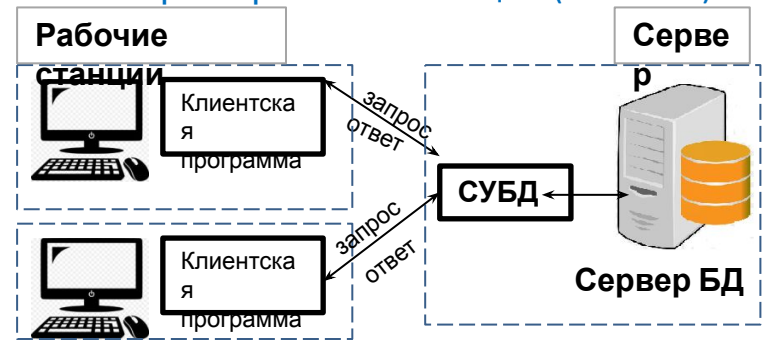 Рабочие
станции
Серве
р
Клиентска
я
программа
запрос
ответ
СУБД
Сервер БД
Клиентска
я
программа
запрос
ответ